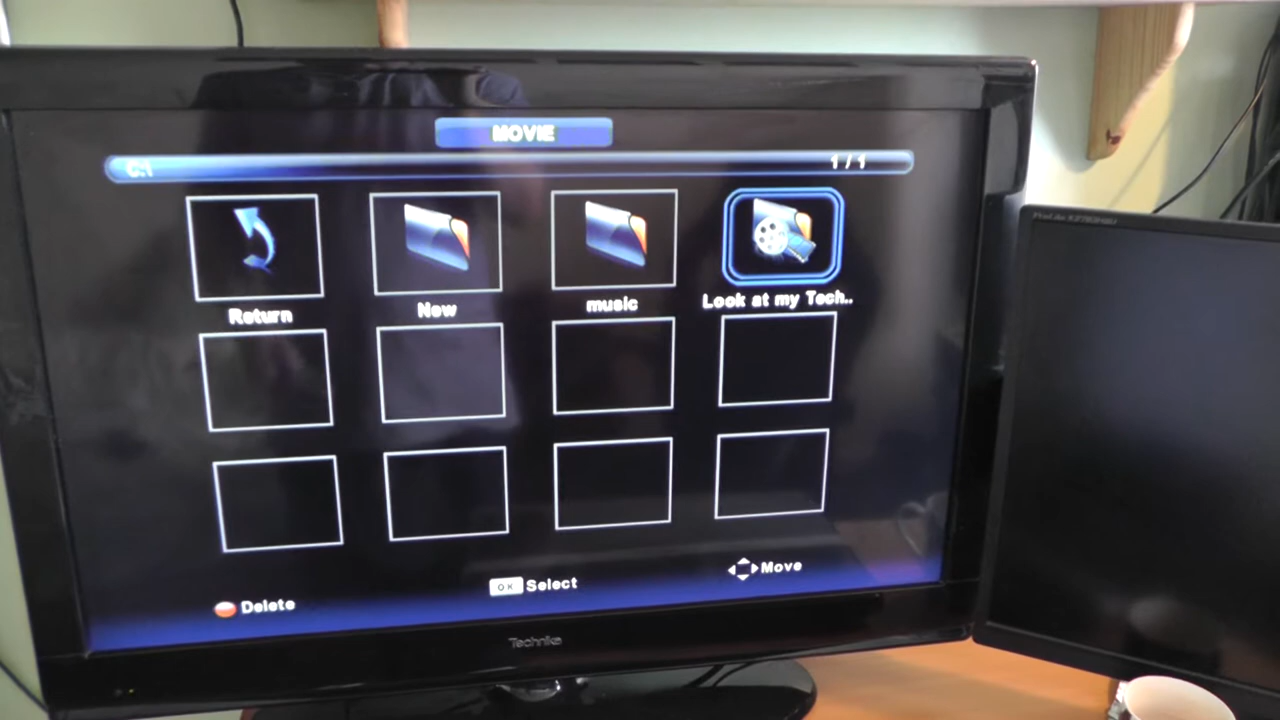 MOVIE
C:\
1 / 1
Return
New
music
Look at my Tech..
Delete
OK Select
Move
Technika